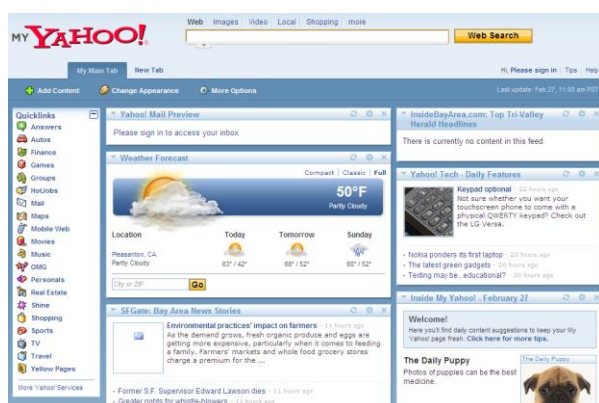 MY YAHOO!
Web Images Video Local Shopping more
Web Search
My Main Tab New Tab
Hi, Please sign in Tips Help
Add Content Change Appearance More Options
Last update: Feb 27, 11:00 am PST
Quicklinks
Answers
Autos
Finance
Games
Groups
HotJobs
Mail
Maps
Mobile Web
Movies
Music
OMG
Personals
Real Estate
Shine
Shopping
Sports
TV
Travel
Yellow Pages
More Yahoo! Services
Yahoo! Mail Preview
Please sign in to access your inbox
Weather Forecast
Compact Classic Full
50°F
Partly Cloudy
Location Today Tomorrow Sunday
Pleasanton, CA
Partly Cloudy
63° / 42° 68° / 52° 60° / 52°
City or ZIP Go
SFGate: Bay Area News Stories
Environmental practices' impact on farmers - 11 hours ago
As the demand grows, fresh organic produce and eggs are
getting more expensive, particularly when it comes to feeding
a family. Farmers' markets and whole food grocery stores
charge a premium for the ...
- Former S.F. Supervisor Edward Lawson dies - 11 hours ago
- Greater rights for whistle-blowers - 11 hours ago
InsideBayArea.com: Top Tri-Valley
Herald Headlines
There is currently no content in this feed.
Yahoo! Tech - Daily Features
Keypad optional - 22 hours ago
Not sure whether you want your
touchscreen phone to come with a
physical QWERTY keypad? Check out
the LG Versa.
- Nokia ponders its first laptop - 20 hours ago
- The latest green gadgets - 20 hours ago
- Texting may be...educational? - 20 hours ago
Inside My Yahoo! - February 27
Welcome!
Here you'll find daily content suggestions to keep your My
Yahoo! page fresh. Click here for more tips.
The Daily Puppy
Photos of puppies can be the best
medicine.
The Daily Puppy